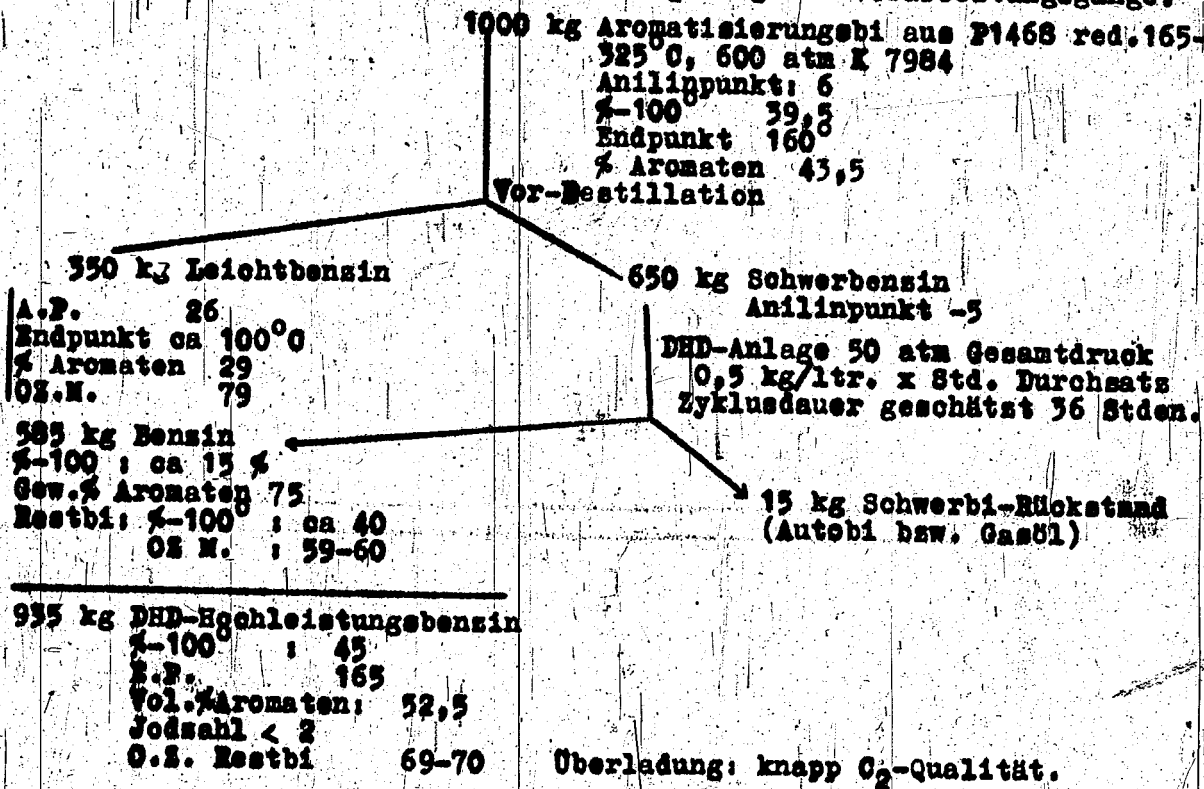 1000 kg Aromatisierungsbi aus P1468 red.165-
325°C, 600 atm K 7984
Anilinpunkt: 6
%-100° 39,5
Endpunkt 160°
% Aromaten 43,5
Vor-Destillation
350 kg Leichtbenzin
A.P. 26
Endpunkt ca 100°C
% Aromaten 29
OZ.M. 79
650 kg Schwerbenzin
Anilinpunkt -5
DHD-Anlage 50 atm Gesamtdruck
0,5 kg/ltr. x Std. Durchsatz
Zyklusdauer geschätzt 36 Stden.
585 kg Benzin
%-100 : ca 15 %
Gew.% Aromaten 75
Restbi: %-100° : ca 40
OZ M. : 59-60
15 kg Schwerbi-Rückstand
(Autobi bzw. Gasöl)
935 kg DHD-Hochleistungsbenzin
%-100° : 45
E.P. 165
Vol.%Aromaten: 52,5
Jodzahl < 2
O.Z. Restbi 69-70
Überladung: knapp C2-Qualität.